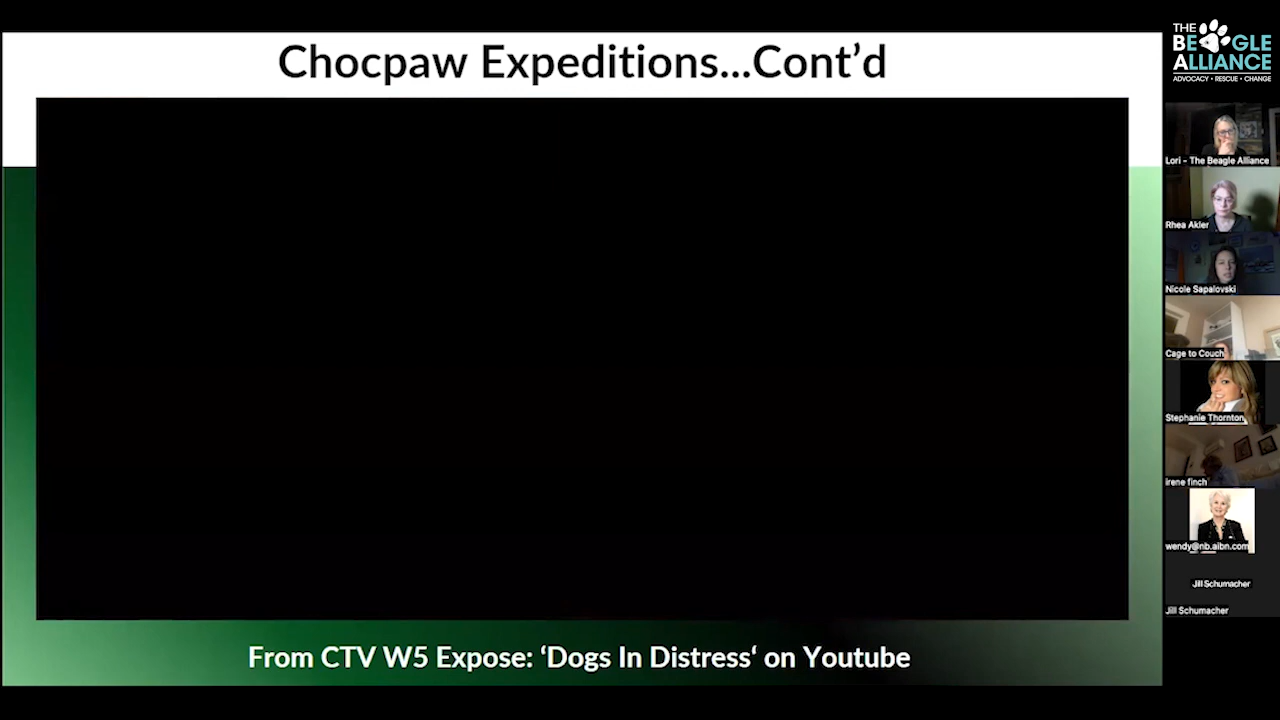 Chocpaw Expeditions...Cont’d
From CTV W5 Expose: ‘Dogs In Distress‘ on Youtube
THE
BEAGLE
ALLIANCE
ADVOCACY • RESCUE • CHANGE
Lori - The Beagle Alliance
Rhea Akler
Nicole Sapalovski
Cage to Couch
Stephanie Thornton
irene finch
wendy@nb.aibn.com
Jill Schumacher
Jill Schumacher